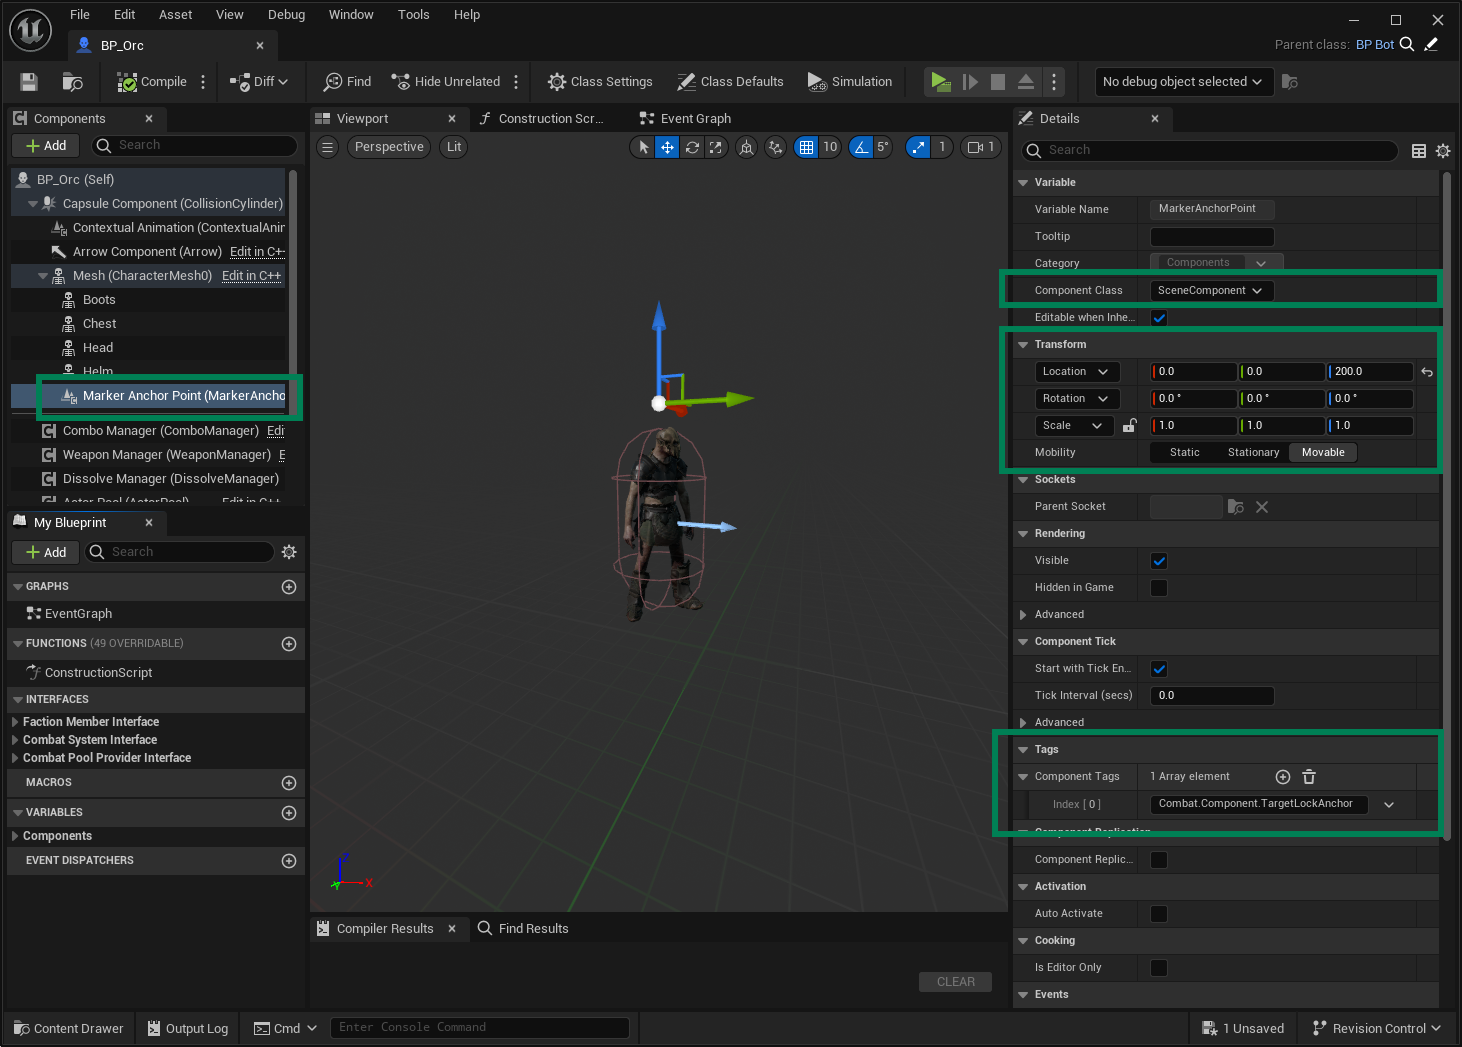 File Edit Asset View Debug Window Tools Help
BP_Orc
Parent class: BP Bot
Compile
Diff
Find
Hide Unrelated
Class Settings
Class Defaults
Simulation
No debug object selected
Components
Add
Search
BP_Orc (Self)
Capsule Component (CollisionCylinder)
Contextual Animation (ContextualAnin
Arrow Component (Arrow) Edit in C++
Mesh (CharacterMesh0) Edit in C++
Boots
Chest
Head
Helm
Marker Anchor Point (MarkerAncho
Combo Manager (ComboManager) Edi
Weapon Manager (WeaponManager) E
Dissolve Manager (DissolveManager)
Actor Pool (ActorPool) Edit in C++
My Blueprint
Add
Search
GRAPHS
EventGraph
FUNCTIONS (49 OVERRIDABLE)
ConstructionScript
INTERFACES
Faction Member Interface
Combat System Interface
Combat Pool Provider Interface
MACROS
VARIABLES
Components
EVENT DISPATCHERS
Viewport
Construction Scr...
Event Graph
Perspective
Lit
10
5°
1
1
Z
X
Y
Compiler Results
Find Results
CLEAR
Details
Search
Variable
Variable Name MarkerAnchorPoint
Tooltip
Category Components
Component Class SceneComponent
Editable when Inhe...
Transform
Location 0.0 0.0 200.0
Rotation 0.0 ° 0.0 ° 0.0 °
Scale 1.0 1.0 1.0
Mobility Static Stationary Movable
Sockets
Parent Socket
Rendering
Visible
Hidden in Game
Advanced
Component Tick
Start with Tick En...
Tick Interval (secs) 0.0
Advanced
Tags
Component Tags 1 Array element
Index [ 0 ] Combat.Component.TargetLockAnchor
Component Replication
Component Replic...
Activation
Auto Activate
Cooking
Is Editor Only
Events
Content Drawer
Output Log
Cmd
Enter Console Command
1 Unsaved
Revision Control